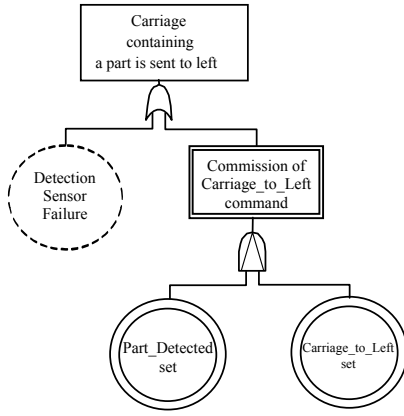 Carriage
containing
a part is sent to left
Detection
Sensor
Failure
Commission of
Carriage_to_Left
command
Part_Detected
set
Carriage_to_Left
set